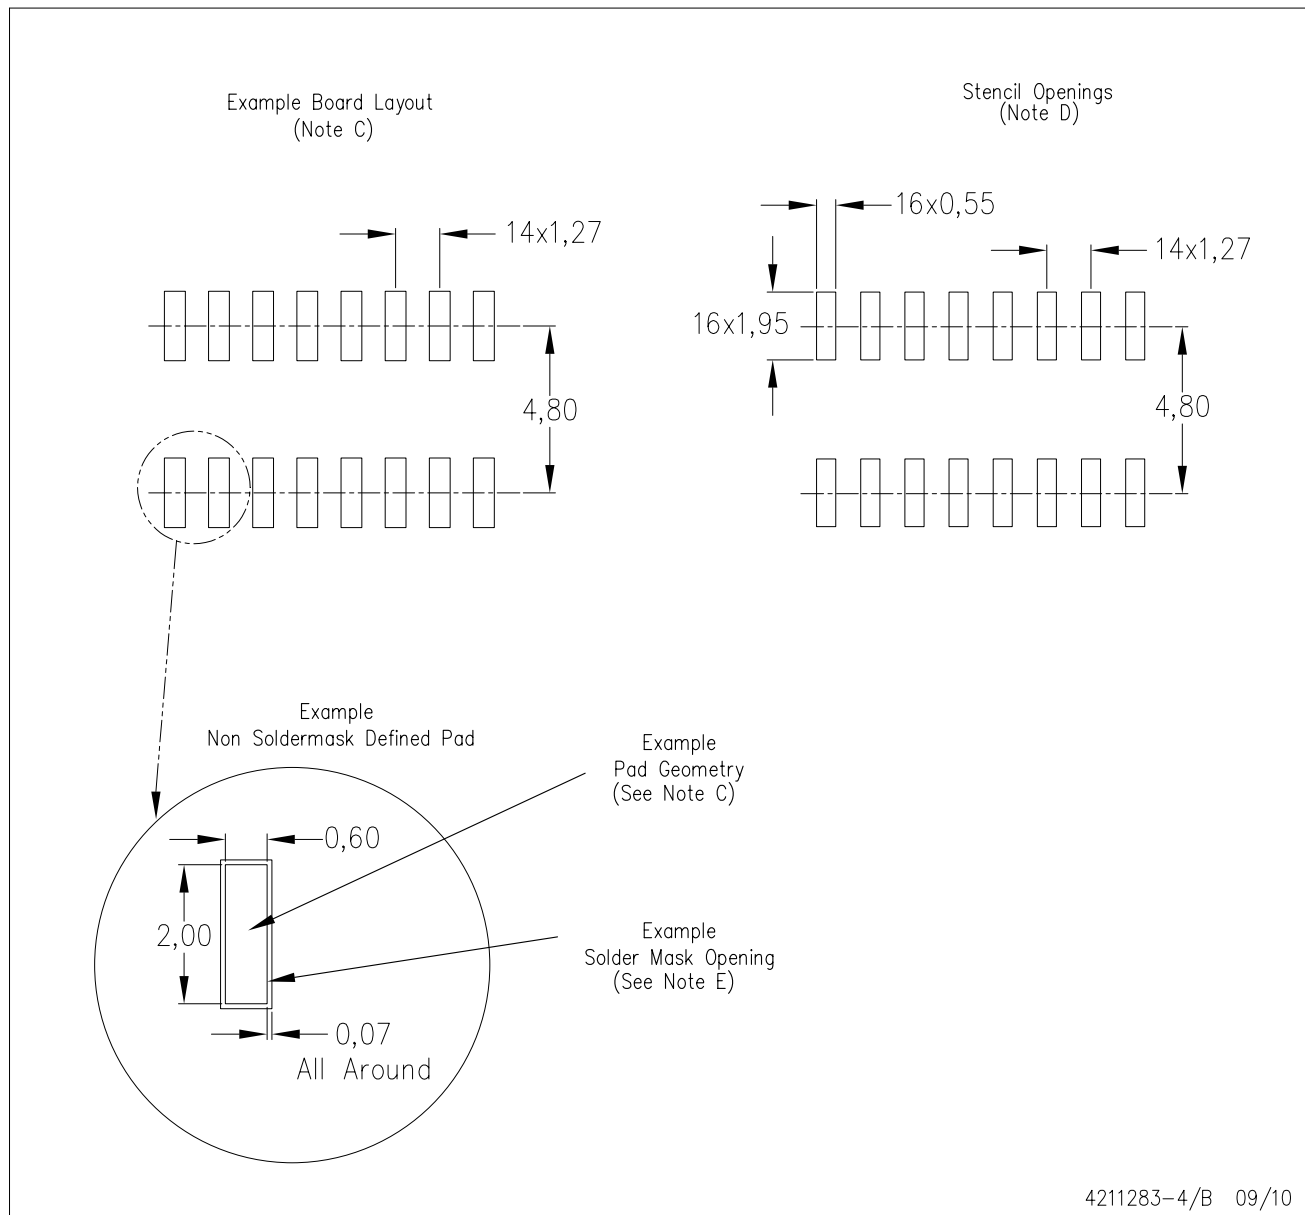 Example Board Layout
(Note C)
14x1,27
4,80
Stencil Openings
(Note D)
16x0,55
14x1,27
16x1,95
4,80
Example
Non Soldermask Defined Pad
0,60
2,00
0,07
All Around
Example
Pad Geometry
(See Note C)
Example
Solder Mask Opening
(See Note E)
4211283-4/B 09/10